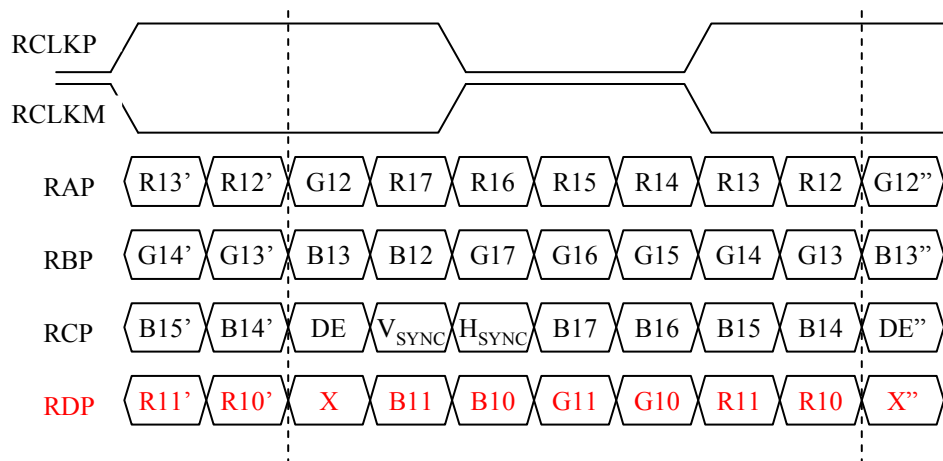 RCLKP
RCLKM
RAP R13’ R12’ G12 R17 R16 R15 R14 R13 R12 G12”
RBP G14’ G13’ B13 B12 G17 G16 G15 G14 G13 B13”
RCP B15’ B14’ DE VSYNC HSYNC B17 B16 B15 B14 DE”
RDP R11’ R10’ X B11 B10 G11 G10 R11 R10 X”